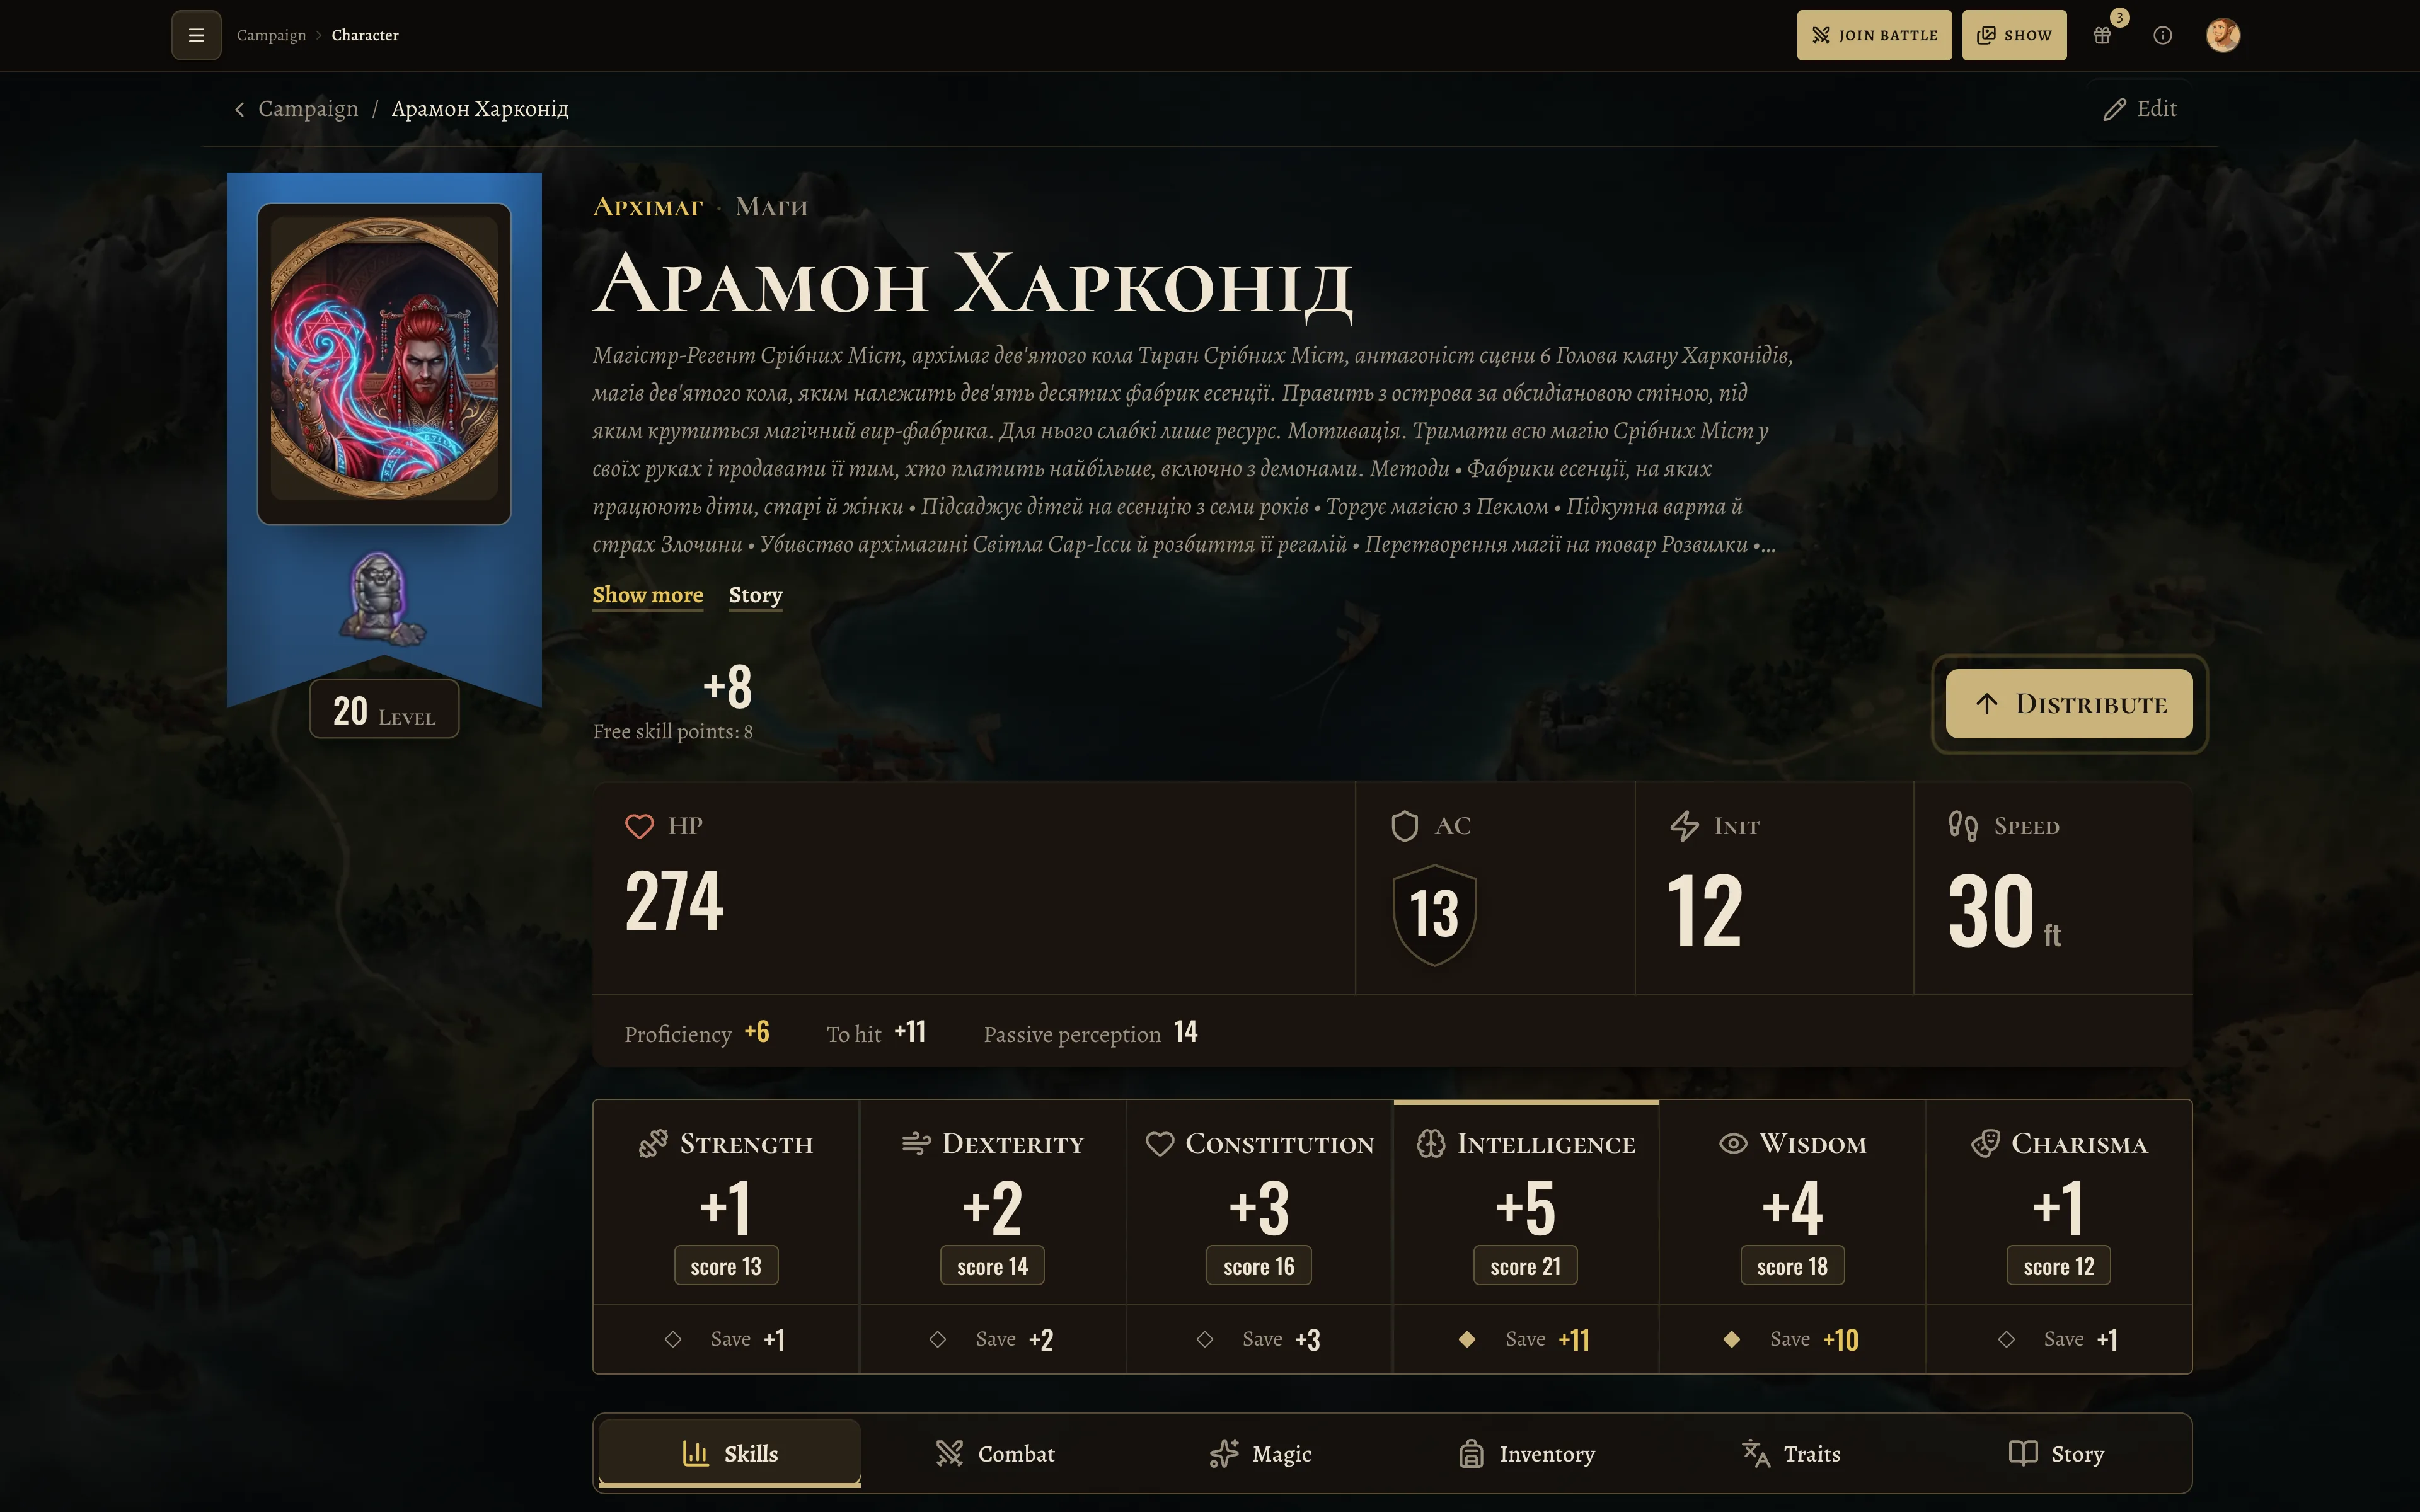 Campaign > Character
JOIN BATTLE
SHOW
3
Campaign / Арамон Харконід
Edit
Архімаг · Маги
Арамон Харконід
Магістр-Регент Срібних Міст, архімаг дев'ятого кола Тиран Срібних Міст, антагоніст сцени 6 Голова клану Харконідів,
магів дев'ятого кола, яким належить дев'ять десятих фабрик есенції. Править з острова за обсидіановою стіною, під
яким крутиться магічний вир-фабрика. Для нього слабкі лише ресурс. Мотивація. Тримати всю магію Срібних Міст у
своїх руках і продавати її тим, хто платить найбільше, включно з демонами. Методи • Фабрики есенції, на яких
працюють діти, старі й жінки • Підсаджує дітей на есенцію з семи років • Торгує магією з Пеклом • Підкупна варта й
страх Злочини • Убивство архімагині Світла Сар-Ісси й розбиття її регалій • Перетворення магії на товар Розвилки •...
Show more
Story
20 Level
+8
Free skill points: 8
Distribute
HP
274
AC
13
Init
12
Speed
30 ft
Proficiency +6
To hit +11
Passive perception 14
Strength
+1
score 13
Save +1
Dexterity
+2
score 14
Save +2
Constitution
+3
score 16
Save +3
Intelligence
+5
score 21
Save +11
Wisdom
+4
score 18
Save +10
Charisma
+1
score 12
Save +1
Skills
Combat
Magic
Inventory
Traits
Story